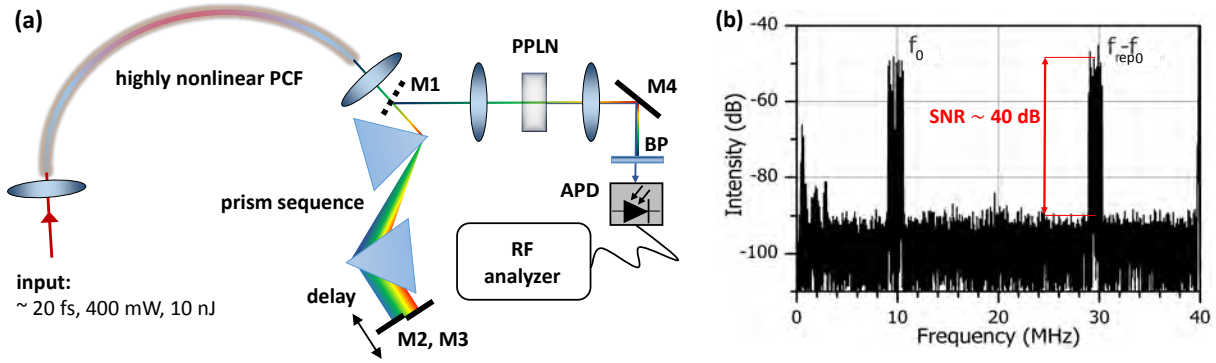 (a)
highly nonlinear PCF
M1
PPLN
M4
BP
APD
prism sequence
RF
analyzer
delay
M2, M3
input:
~ 20 fs, 400 mW, 10 nJ
(b)
-40
-60
-80
-100
Intensity (dB)
f0
frep-f0
SNR ~ 40 dB
0
10
20
30
40
Frequency (MHz)